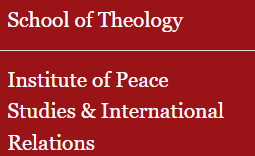 School of Theology
Institute of Peace
Studies & International
Relations